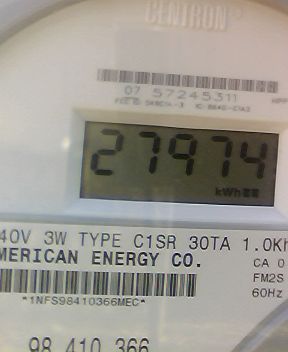 CENTRON
07 57245311
27974
kWh
40V 3W TYPE C1SR 30TA 1.0Kh
MERICAN ENERGY CO.
CA 0
FM2S
60Hz
*1NFS98410366MEC*
98 410 366